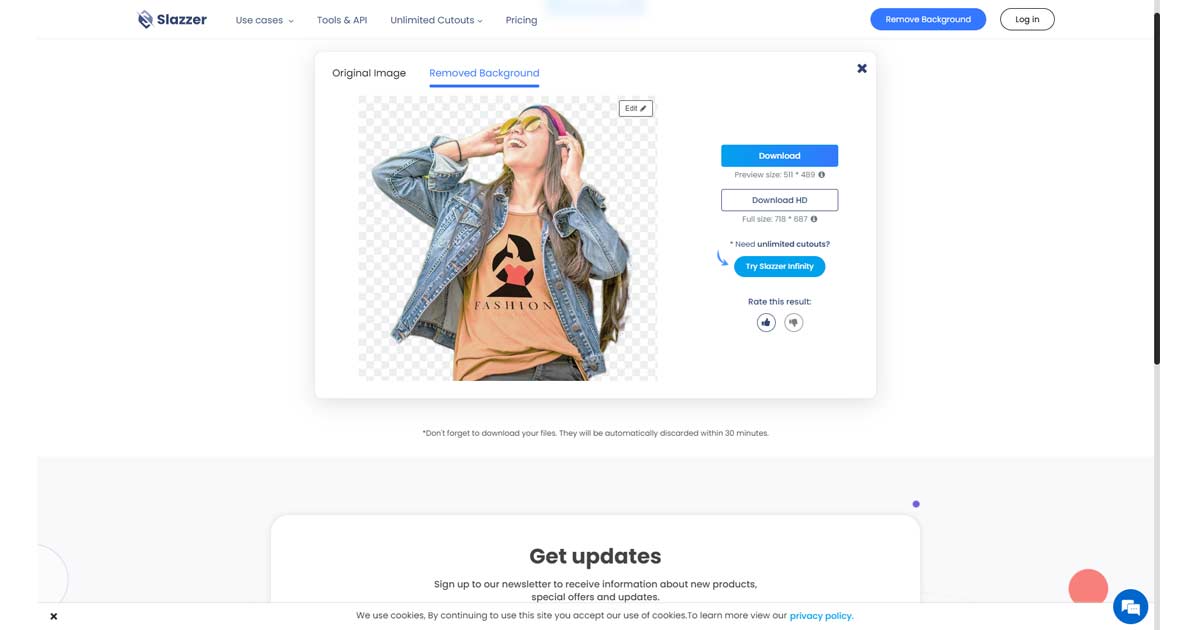 Slazzer
Use cases
Tools & API
Unlimited Cutouts
Pricing
Remove Background
Log in
Original Image
Removed Background
Edit
FASHION
Download
Preview size: 511 * 489
Download HD
Full size: 718 * 687
* Need unlimited cutouts?
Try Slazzer Infinity
Rate this result:
*Don't forget to download your files. They will be automatically discarded within 30 minutes.
Get updates
Sign up to our newsletter to receive information about new products,
special offers and updates.
We use cookies, By continuing to use this site you accept our use of cookies.To learn more view our privacy policy.